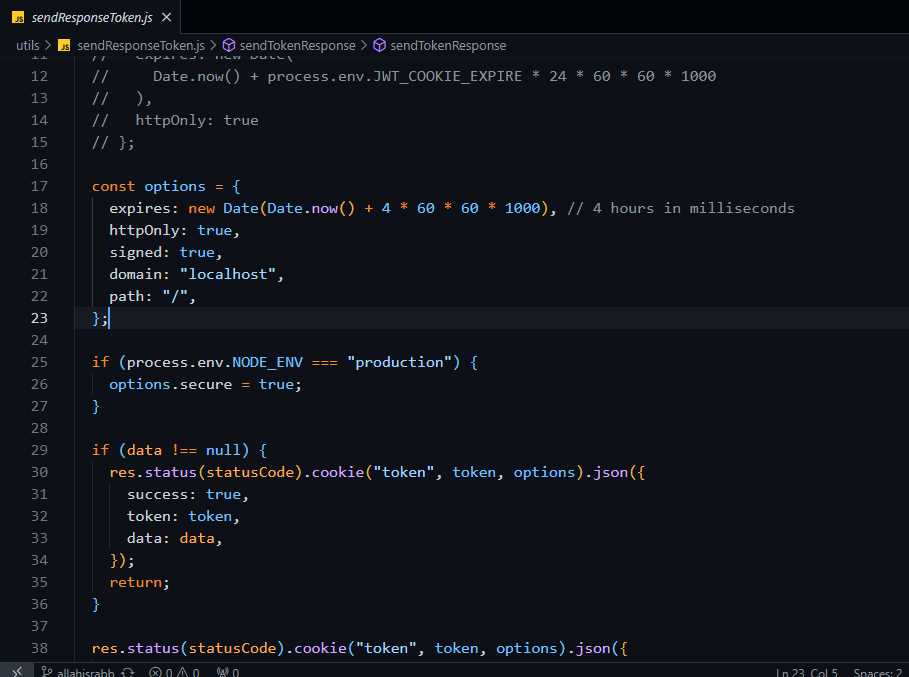 JS sendResponseToken.js ×
utils > JS sendResponseToken.js > sendTokenResponse > sendTokenResponse
11 //   expires: new Date(
12 //     Date.now() + process.env.JWT_COOKIE_EXPIRE * 24 * 60 * 60 * 1000
13 //   ),
14 //   httpOnly: true
15 // };
16
17 const options = {
18   expires: new Date(Date.now() + 4 * 60 * 60 * 1000), // 4 hours in milliseconds
19   httpOnly: true,
20   signed: true,
21   domain: "localhost",
22   path: "/",
23 };
24
25 if (process.env.NODE_ENV === "production") {
26   options.secure = true;
27 }
28
29 if (data !== null) {
30   res.status(statusCode).cookie("token", token, options).json({
31     success: true,
32     token: token,
33     data: data,
34   });
35   return;
36 }
37
38 res.status(statusCode).cookie("token", token, options).json({
allahisrabb 0 0 0 Ln 23, Col 5 Spaces: 2